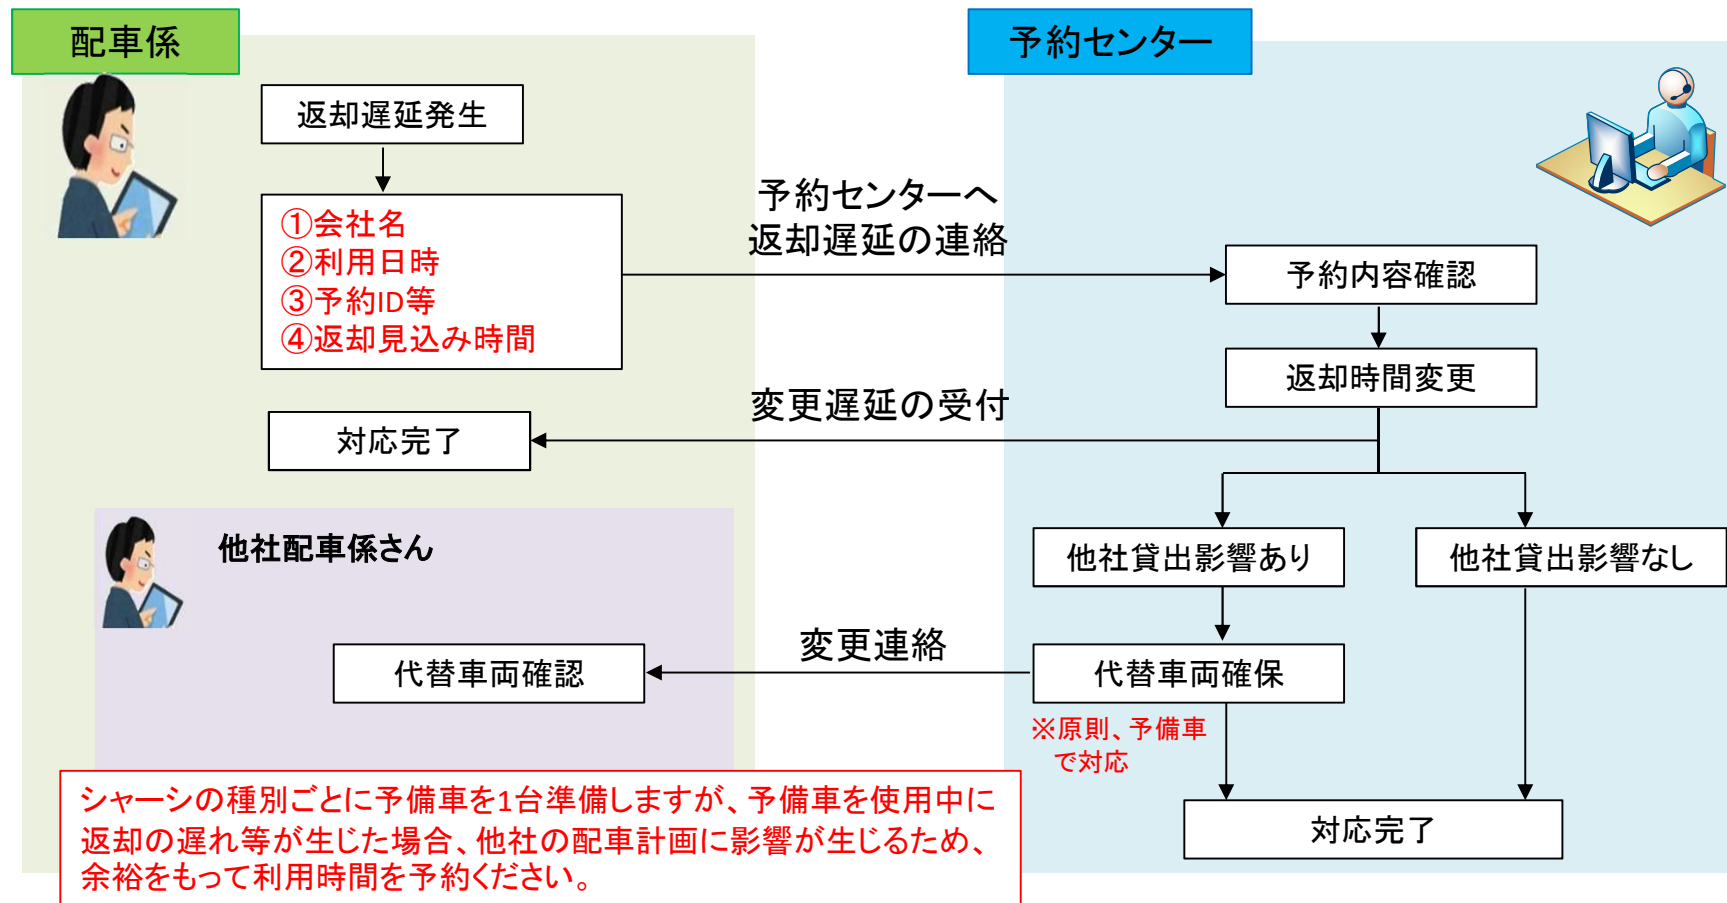 配車係
予約センター
返却遅延発生
①会社名
②利用日時
③予約ID等
④返却見込み時間
予約センターへ
返却遅延の連絡
予約内容確認
返却時間変更
変更遅延の受付
対応完了
他社配車係さん
他社貸出影響あり
他社貸出影響なし
変更連絡
代替車両確認
代替車両確保
※原則、予備車
で対応
対応完了
シャーシの種別ごとに予備車を1台準備しますが、予備車を使用中に
返却の遅れ等が生じた場合、他社の配車計画に影響が生じるため、
余裕をもって利用時間を予約ください。